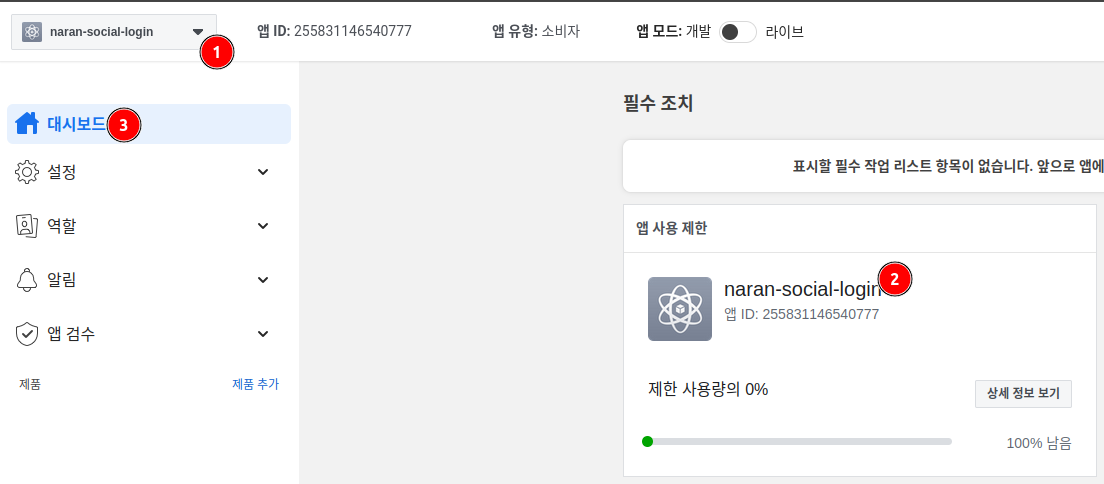 naran-social-login
앱 ID: 255831146540777
앱 유형: 소비자
앱 모드: 개발
라이브
1
대시보드
3
설정
역할
알림
앱 검수
제품
제품 추가
필수 조치
표시할 필수 작업 리스트 항목이 없습니다. 앞으로 앱에
앱 사용 제한
naran-social-login
2
앱 ID: 255831146540777
제한 사용량의 0%
상세 정보 보기
100% 남음